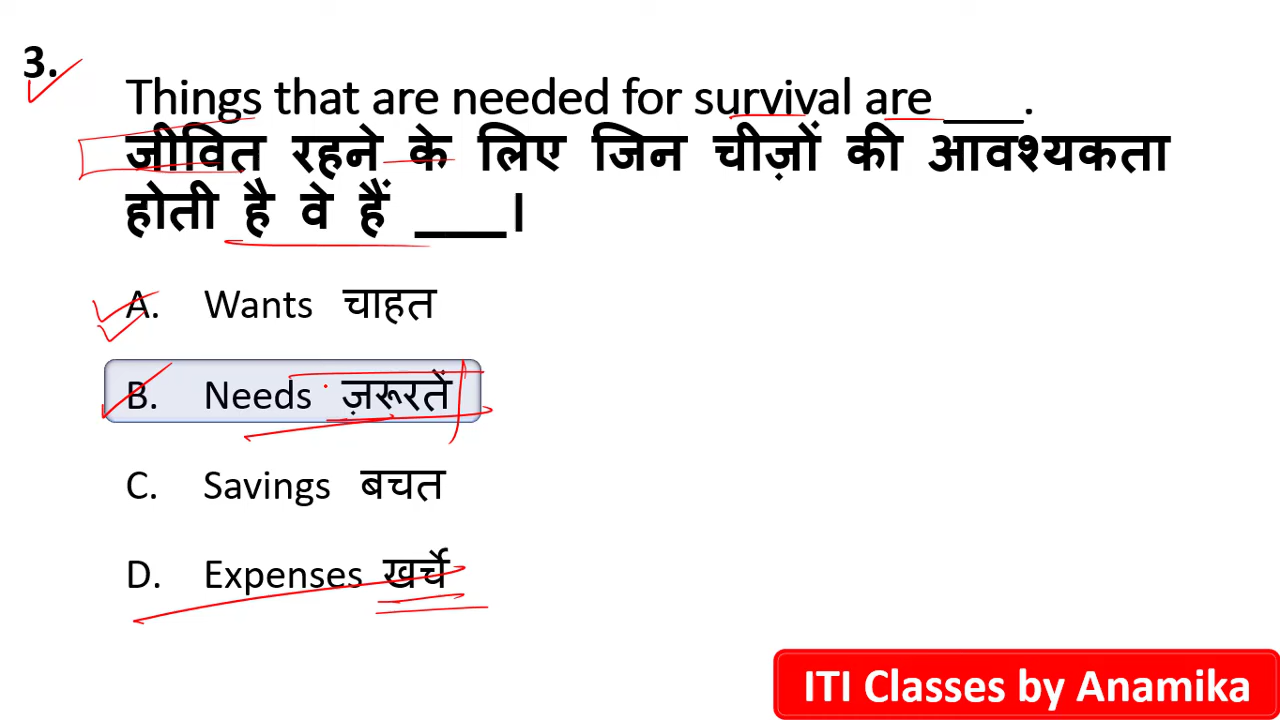 3.
Things that are needed for survival are ____.
जीवित रहने के लिए जिन चीज़ों की आवश्यकता
होती है वे हैं ____।
A. Wants चाहत
B. Needs ज़रूरतें
C. Savings बचत
D. Expenses खर्चे
ITI Classes by Anamika